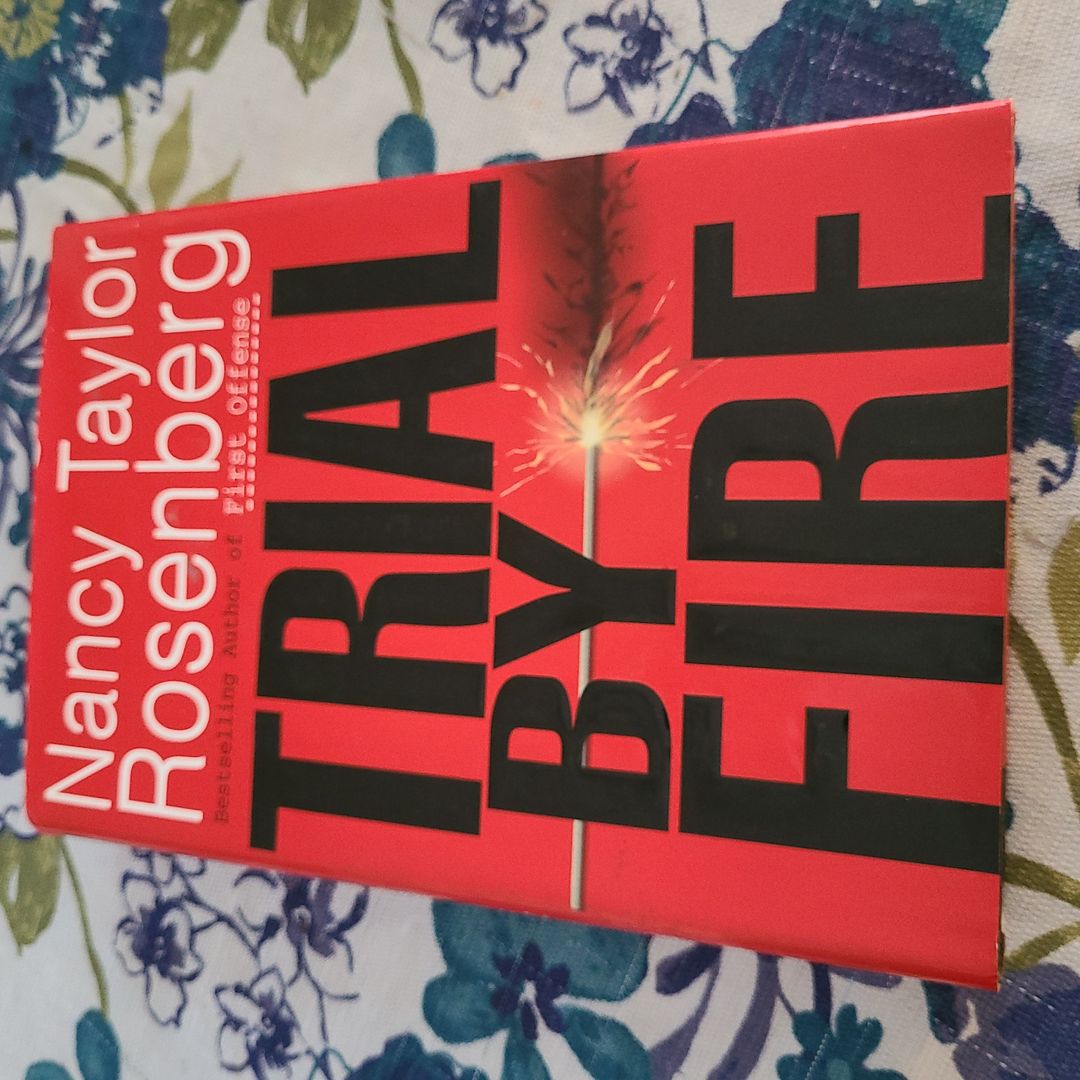 Nancy Taylor
Rosenberg
Bestselling Author of First Offense
TRIAL
BY
FIRE